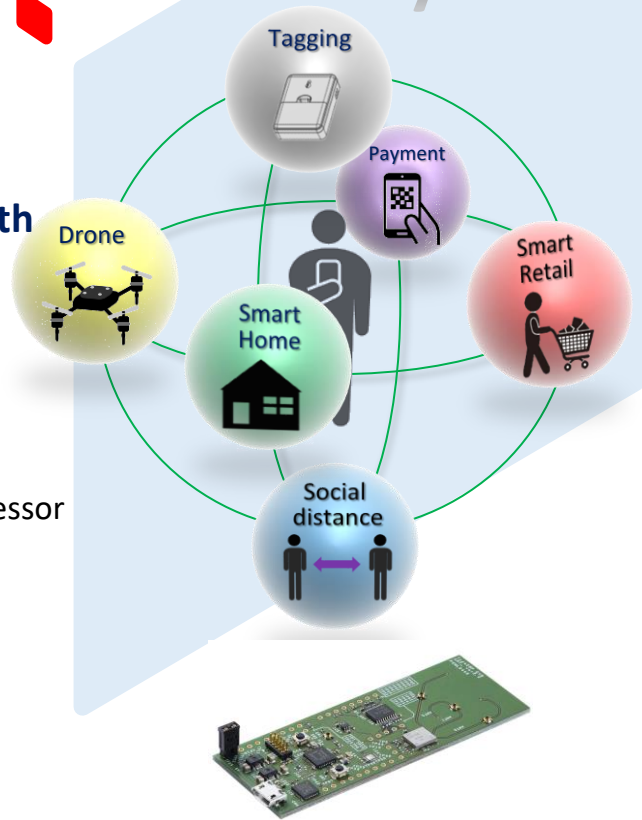 Tagging
Payment
th
Drone
Smart
Retail
Smart
Home
essor
Social
distance